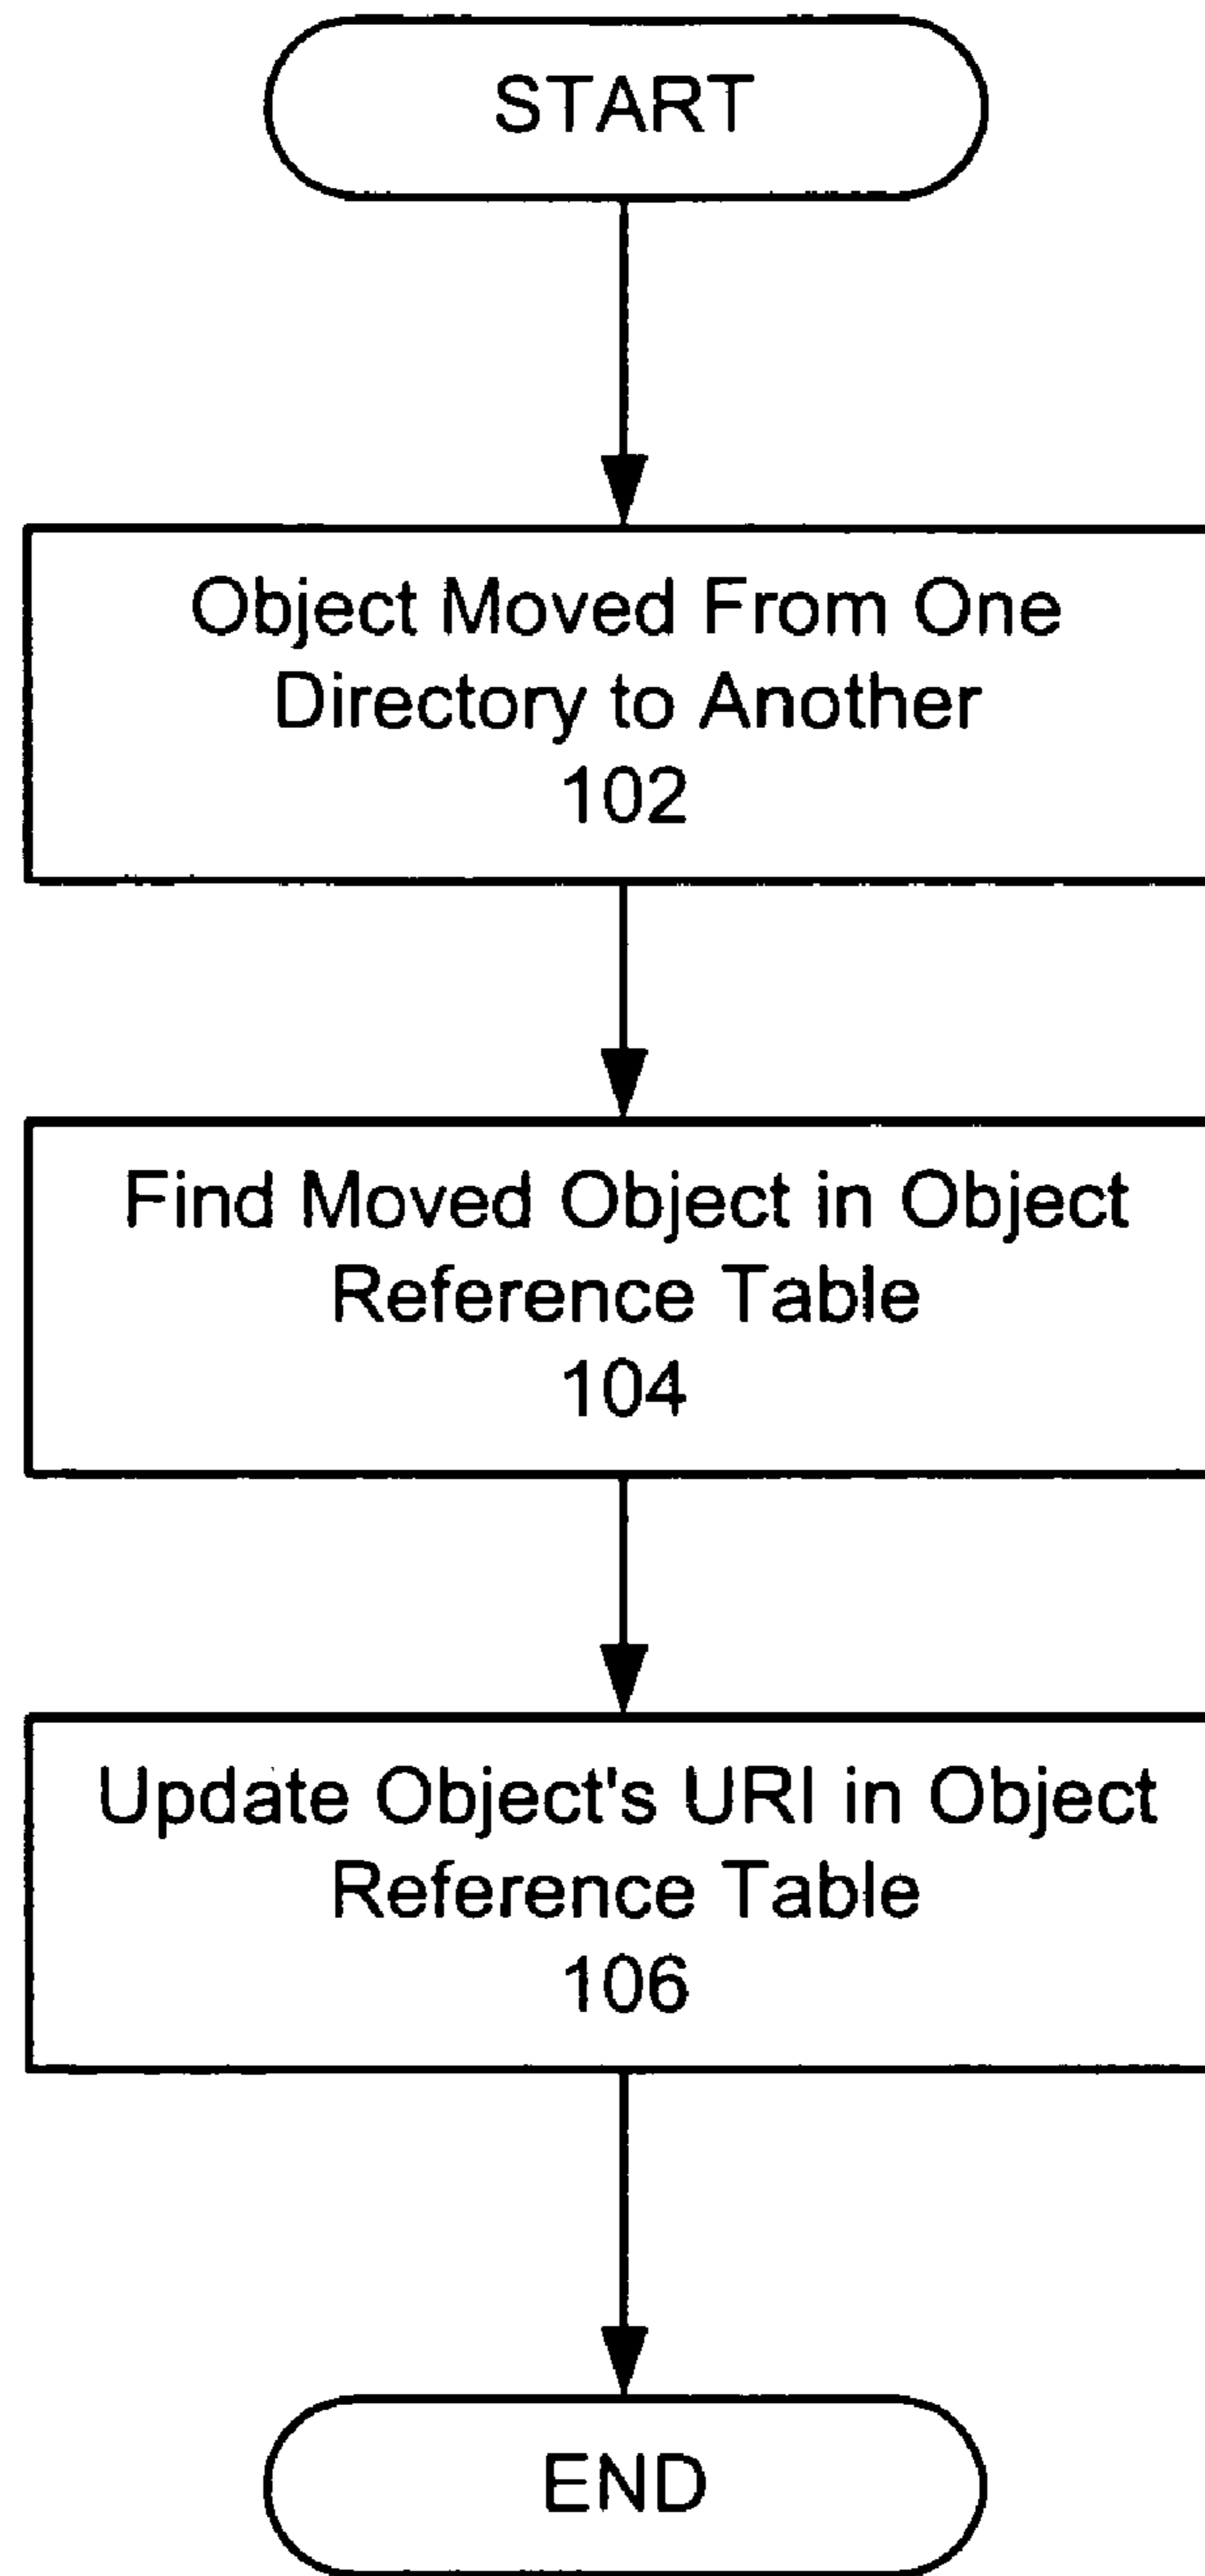 START
Object Moved From One
Directory to Another
102
Find Moved Object in Object
Reference Table
104
Update Object's URI in Object
Reference Table
106
END